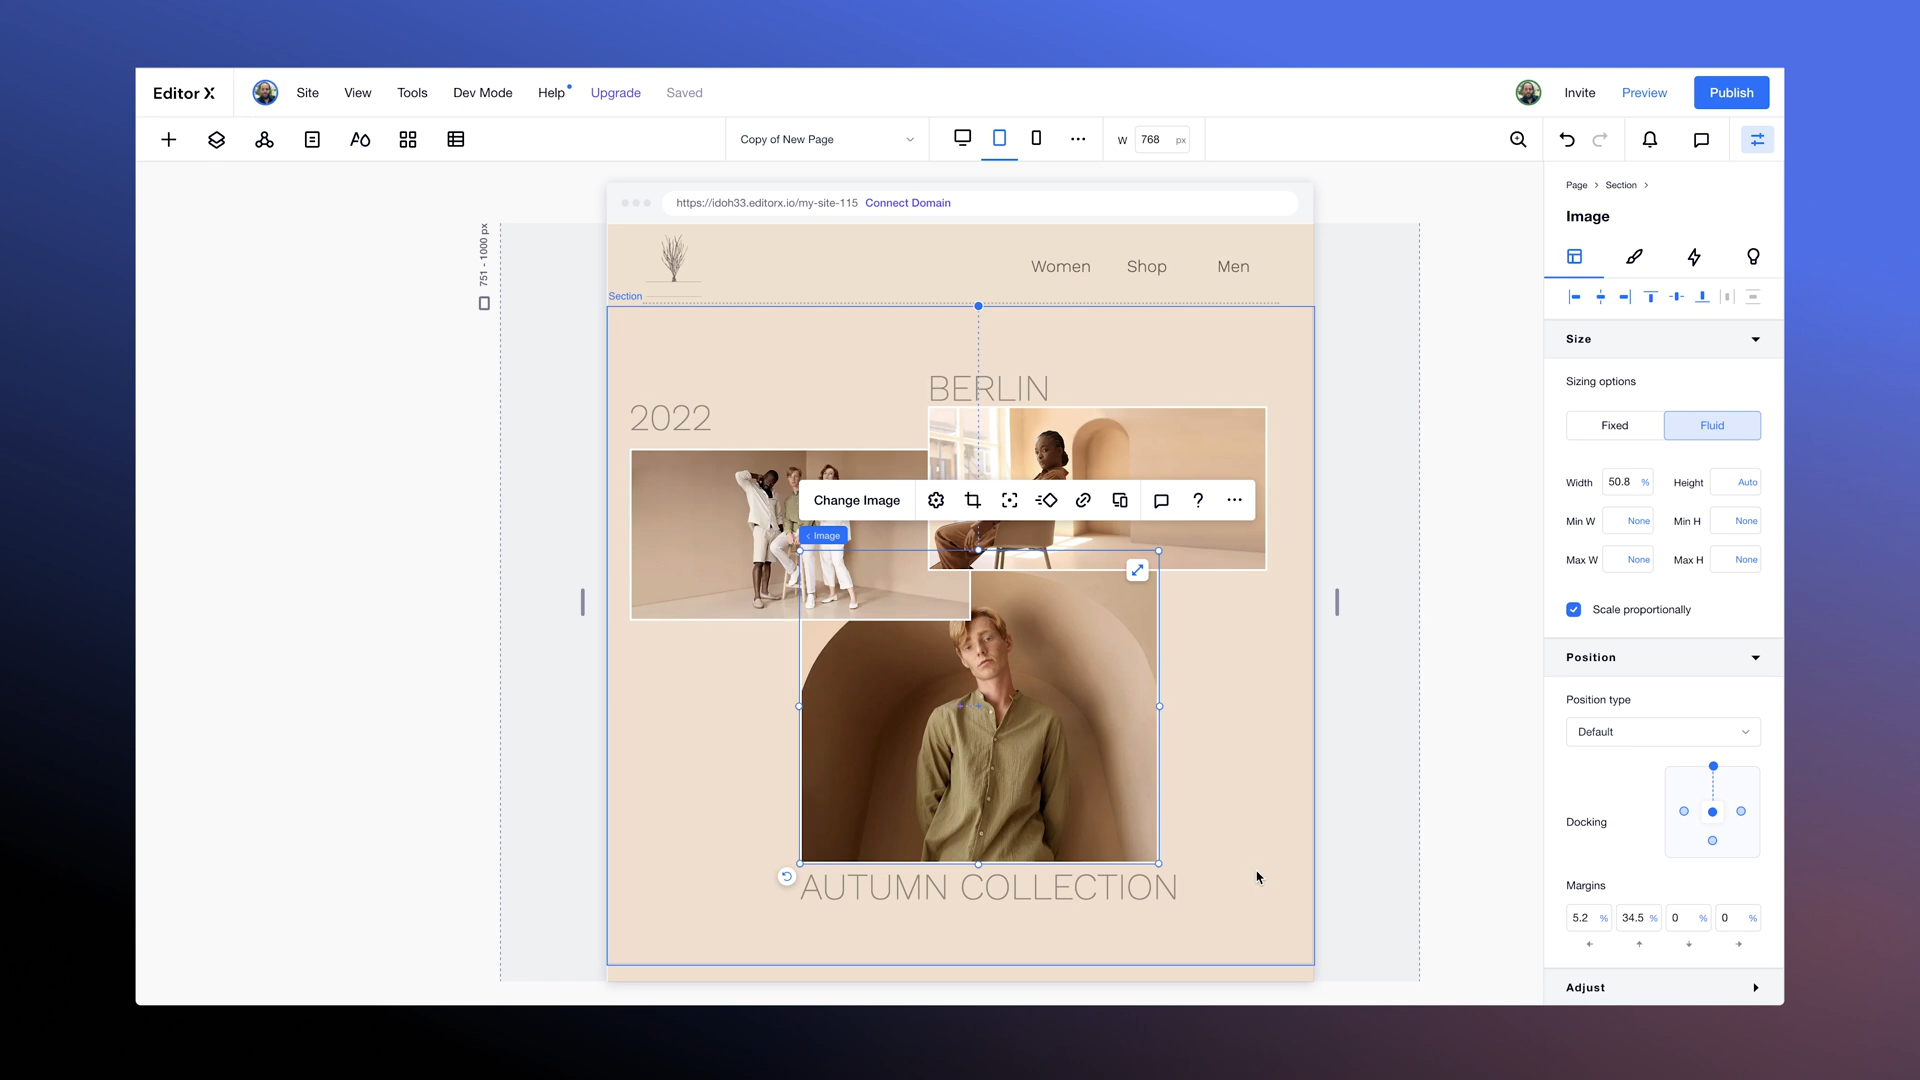 Editor X
Site
View
Tools
Dev Mode
Help
Upgrade
Saved
Invite
Preview
Publish
Copy of New Page
W
768
px
751 - 1000 px
https://idoh33.editorx.io/my-site-115
Connect Domain
Women
Shop
Men
Section
BERLIN
2022
Change Image
?
< Image
AUTUMN COLLECTION
Page > Section >
Image
Size
Sizing options
Fixed
Fluid
Width 50.8 % Height Auto
Min W None Min H None
Max W None Max H None
Scale proportionally
Position
Position type
Default
Docking
Margins
5.2 % 34.5 % 0 % 0 %
Adjust